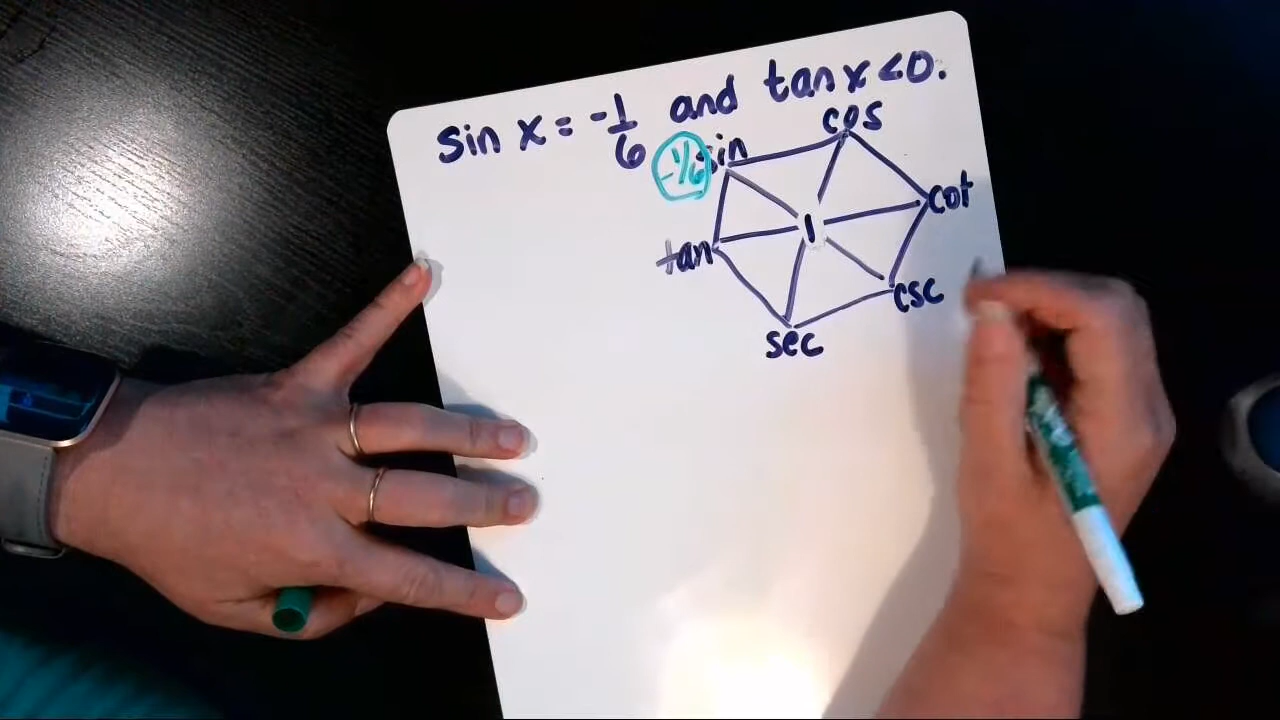 sin x = -1/6 and tan x < 0.
cos
-1/6 sin
cot
1
tan
csc
sec